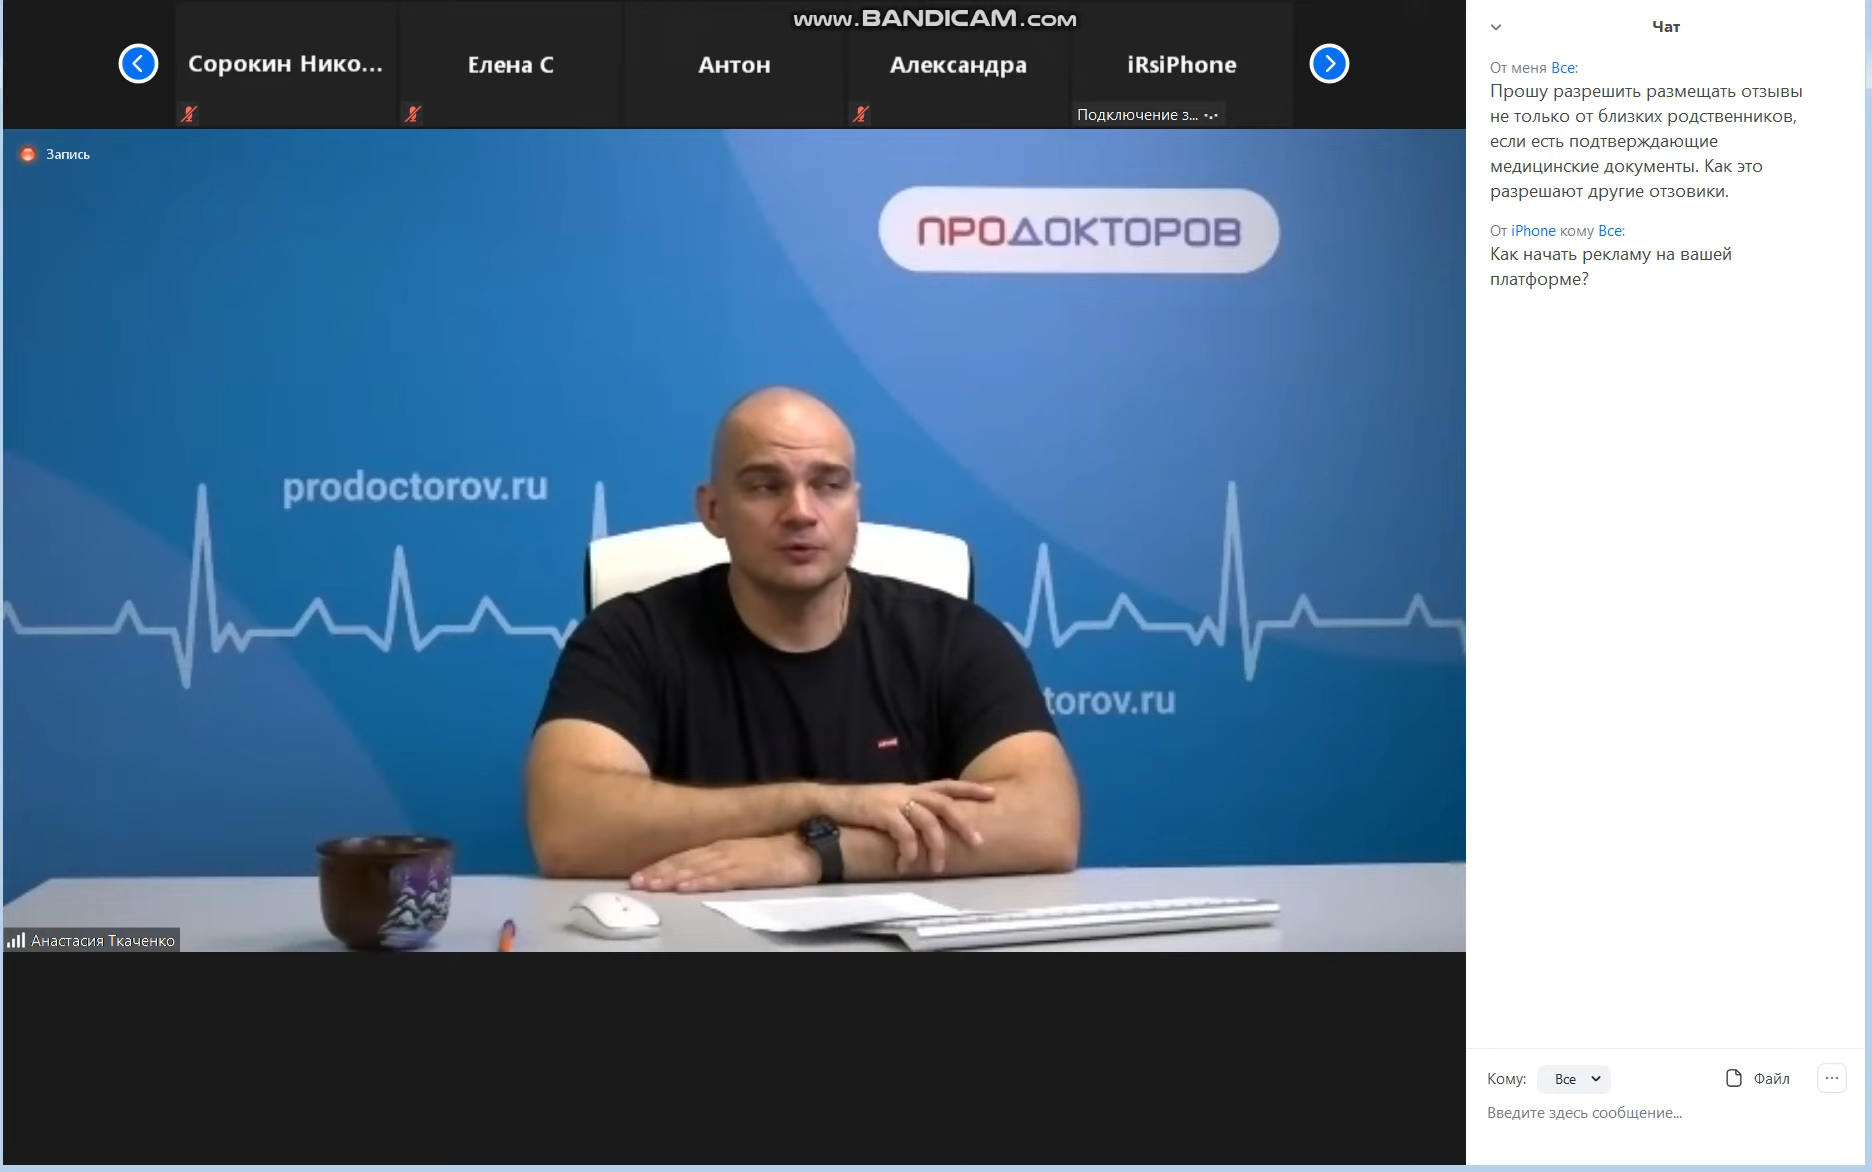 www.BANDICAM.com
Сорокин Нико...
Елена С
Антон
Александра
iRsiPhone
Подключение з...
Запись
ПРОДОКТОРОВ
prodoctorov.ru
torov.ru
Анастасия Ткаченко
Чат
От меня Все:
Прошу разрешить размещать отзывы
не только от близких родственников,
если есть подтверждающие
медицинские документы. Как это
разрешают другие отзовики.
От iPhone кому Все:
Как начать рекламу на вашей
платформе?
Кому:
Все
Файл
Введите здесь сообщение...